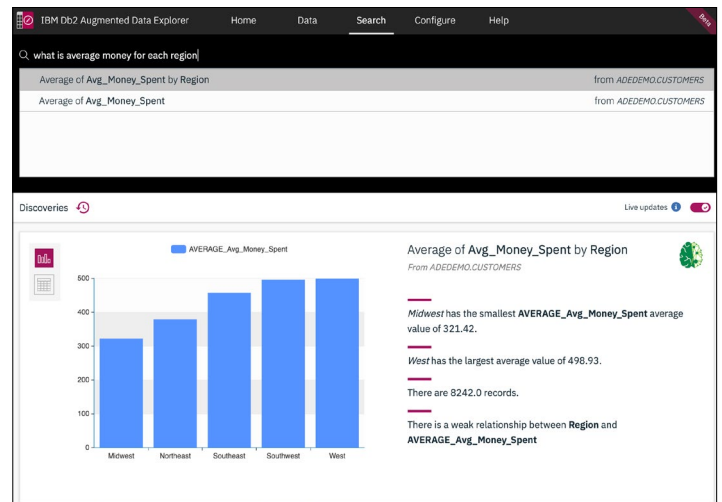 IBM Db2 Augmented Data Explorer Home Data Search Configure Help Beta
what is average money for each region
Average of Avg_Money_Spent by Region from ADEDEMO.CUSTOMERS
Average of Avg_Money_Spent from ADEDEMO.CUSTOMERS
Discoveries Live updates
AVERAGE_Avg_Money_Spent
500
400
300
200
100
0
Midwest Northeast Southeast Southwest West
Average of Avg_Money_Spent by Region
From ADEDEMO.CUSTOMERS
Midwest has the smallest AVERAGE_Avg_Money_Spent average
value of 321.42.
West has the largest average value of 498.93.
There are 8242.0 records.
There is a weak relationship between Region and
AVERAGE_Avg_Money_Spent